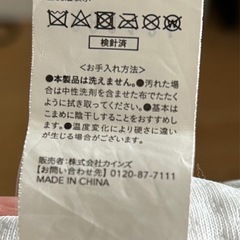 検針済
<お手入れ方法>
●本製品は洗えません。●汚れた場
合は中性洗剤を含ませた布でたた
くように拭き取ってください。●基
本的にはこまめに陰干しすること
をおすすめします。
●温度変化により硬さに違い
が生じる場合があります。
販売者:株式会社カインズ
【お問い合わせ先】0120-87-7111
MADE IN CHINA